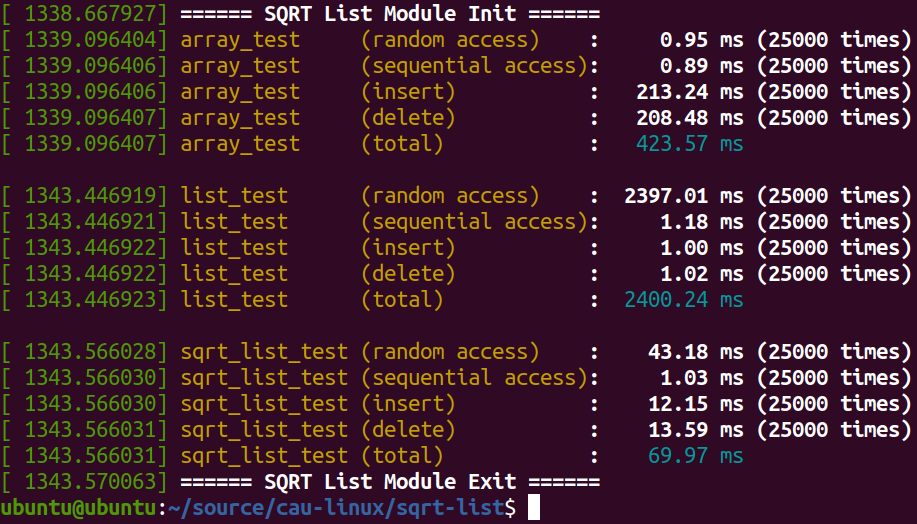 [ 1338.667927] ====== SQRT List Module Init ======
[ 1339.096404] array_test     (random access)    :     0.95 ms (25000 times)
[ 1339.096406] array_test     (sequential access):     0.89 ms (25000 times)
[ 1339.096406] array_test     (insert)           :   213.24 ms (25000 times)
[ 1339.096407] array_test     (delete)           :   208.48 ms (25000 times)
[ 1339.096407] array_test     (total)            :   423.57 ms
[ 1343.446919] list_test      (random access)    :  2397.01 ms (25000 times)
[ 1343.446921] list_test      (sequential access):     1.18 ms (25000 times)
[ 1343.446922] list_test      (insert)           :     1.00 ms (25000 times)
[ 1343.446922] list_test      (delete)           :     1.02 ms (25000 times)
[ 1343.446923] list_test      (total)            :  2400.24 ms
[ 1343.566028] sqrt_list_test (random access)    :    43.18 ms (25000 times)
[ 1343.566030] sqrt_list_test (sequential access):     1.03 ms (25000 times)
[ 1343.566030] sqrt_list_test (insert)           :    12.15 ms (25000 times)
[ 1343.566031] sqrt_list_test (delete)           :    13.59 ms (25000 times)
[ 1343.566031] sqrt_list_test (total)            :    69.97 ms
[ 1343.570063] ====== SQRT List Module Exit ======
ubuntu@ubuntu:~/source/cau-linux/sqrt-list$